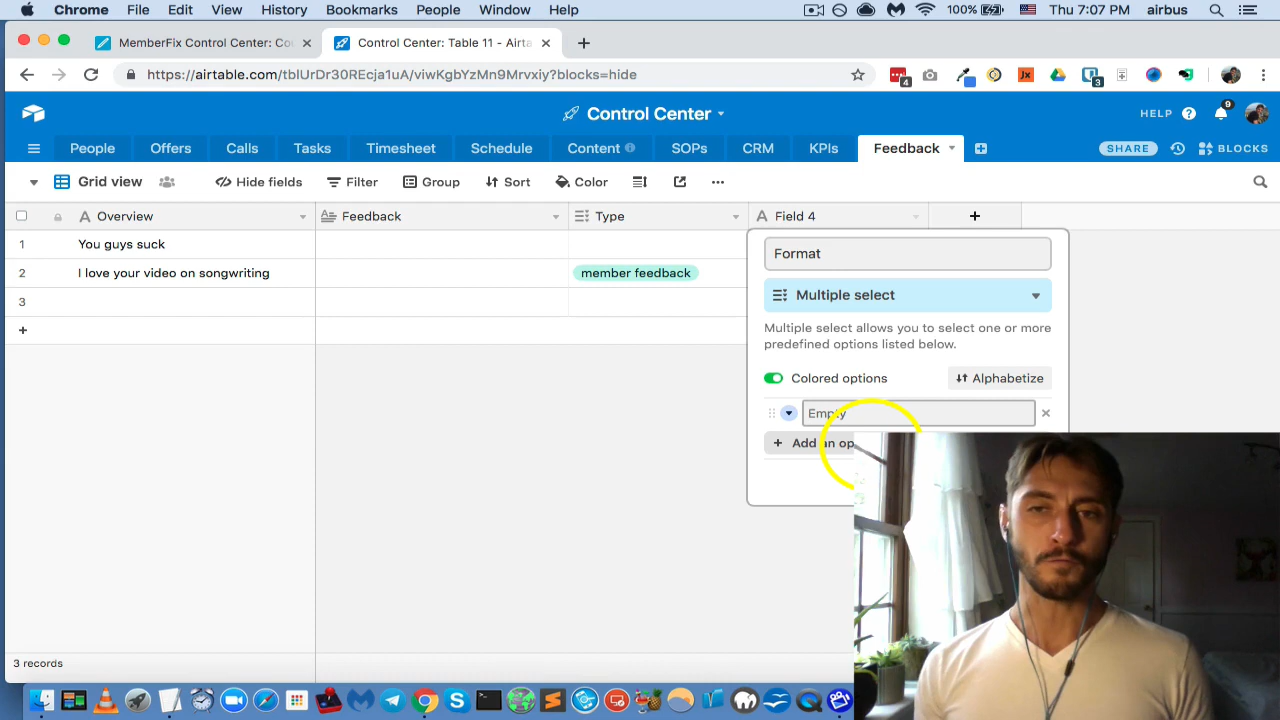 Chrome File Edit View History Bookmarks People Window Help 100% Thu 7:07 PM airbus
MemberFix Control Center: Co
Control Center: Table 11 - Airta
https://airtable.com/tblUrDr30REcja1uA/viwKgbYzMn9Mrvxiy?blocks=hide
4
3
Control Center
HELP
9
People Offers Calls Tasks Timesheet Schedule Content SOPs CRM KPIs Feedback
SHARE
BLOCKS
Grid view Hide fields Filter Group Sort Color
Overview Feedback Type Field 4
1 You guys suck
2 I love your video on songwriting member feedback
3
Format
Multiple select
Multiple select allows you to select one or more
predefined options listed below.
Colored options Alphabetize
Empty
Add an op
3 records